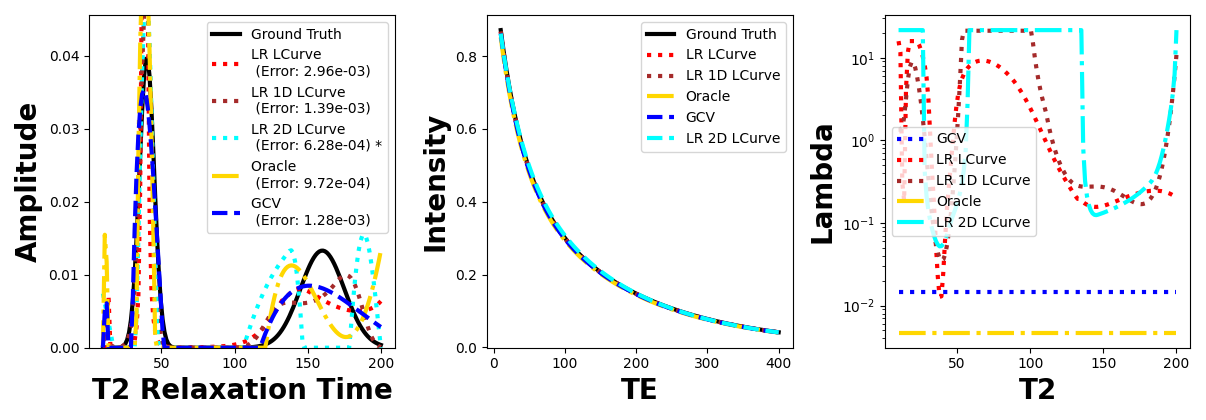 Amplitude
0.04
0.03
0.02
0.01
0.00
50
100
150
200
T2 Relaxation Time
Ground Truth
LR LCurve
(Error: 2.96e-03)
LR 1D LCurve
(Error: 1.39e-03)
LR 2D LCurve
(Error: 6.28e-04) *
Oracle
(Error: 9.72e-04)
GCV
(Error: 1.28e-03)
Intensity
0.8
0.6
0.4
0.2
0.0
0
100
200
300
400
TE
Ground Truth
LR LCurve
LR 1D LCurve
Oracle
GCV
LR 2D LCurve
Lambda
10¹
10⁰
10⁻¹
10⁻²
50
100
150
200
T2
GCV
LR LCurve
LR 1D LCurve
Oracle
LR 2D LCurve